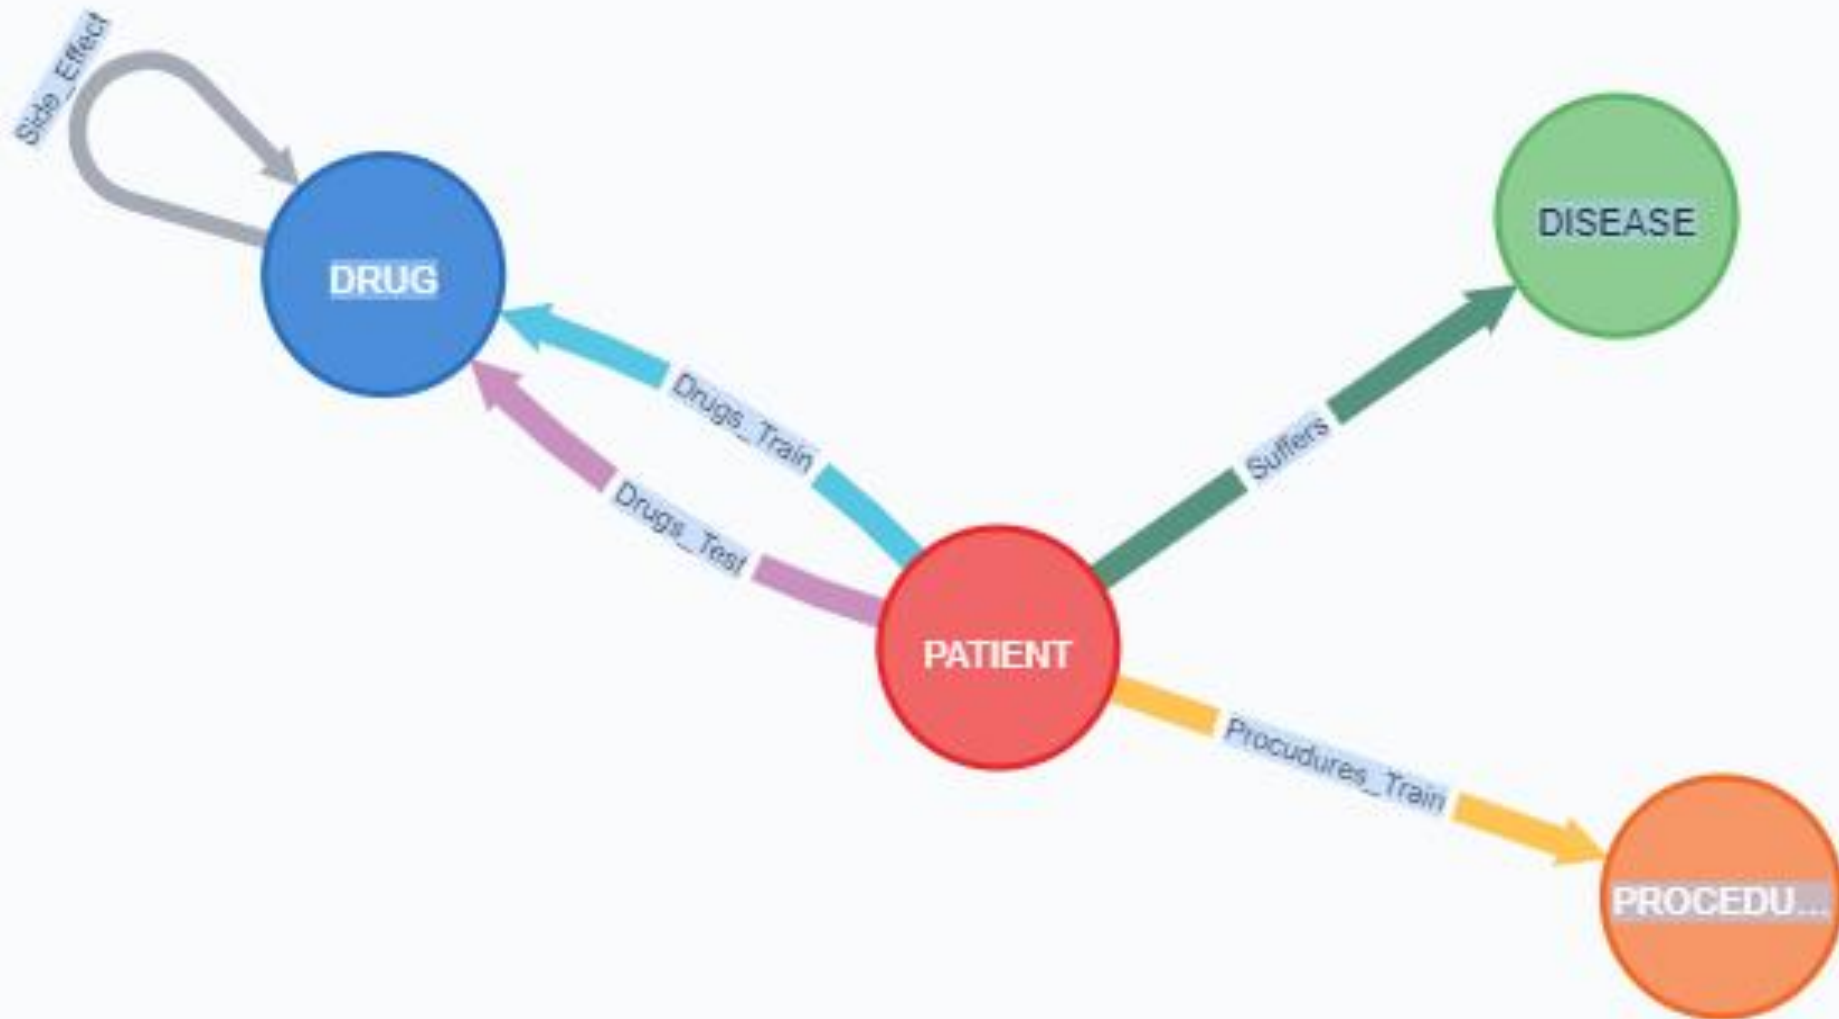 Side_Effect
DRUG
DISEASE
Drugs_Train
Suffers
Drugs_Test
PATIENT
Procudures_Train
PROCEDU...